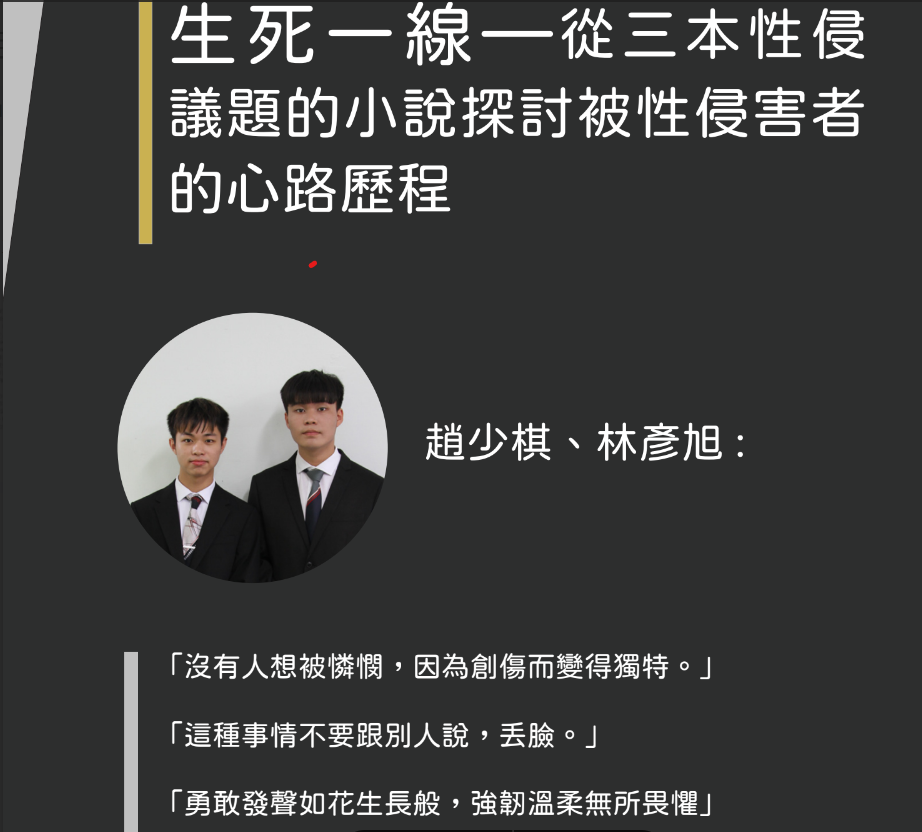 生死一線—從三本性侵
議題的小說探討被性侵害者
的心路歷程
趙少棋、林彥旭:
「沒有人想被憐憫，因為創傷而變得獨特。」
「這種事情不要跟別人說，丟臉。」
「勇敢發聲如花生長般，強韌溫柔無所畏懼」